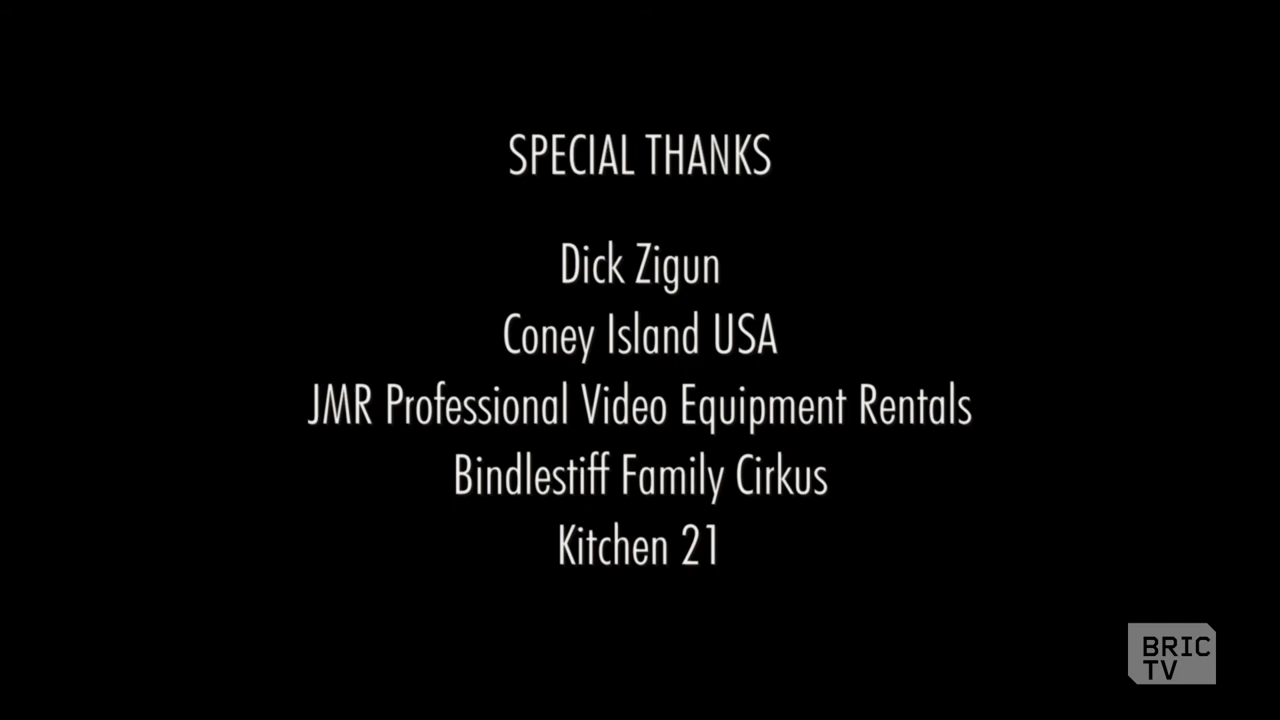 SPECIAL THANKS
Dick Zigun
Coney Island USA
JMR Professional Video Equipment Rentals
Bindlestiff Family Cirkus
Kitchen 21
BRIC
TV